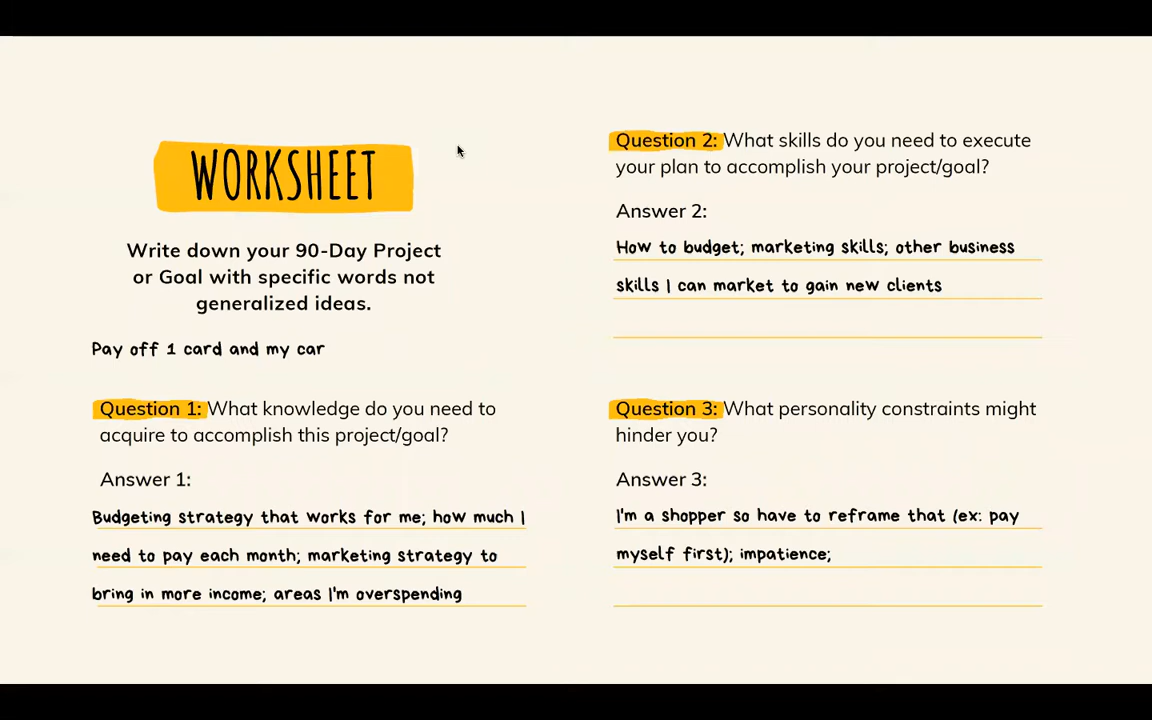 WORKSHEET
Write down your 90-Day Project
or Goal with specific words not
generalized ideas.
Pay off 1 card and my car
Question 1: What knowledge do you need to
acquire to accomplish this project/goal?
Answer 1:
Budgeting strategy that works for me; how much I
need to pay each month; marketing strategy to
bring in more income; areas I'm overspending
Question 2: What skills do you need to execute
your plan to accomplish your project/goal?
Answer 2:
How to budget; marketing skills; other business
skills I can market to gain new clients
Question 3: What personality constraints might
hinder you?
Answer 3:
I'm a shopper so have to reframe that (ex: pay
myself first); impatience;